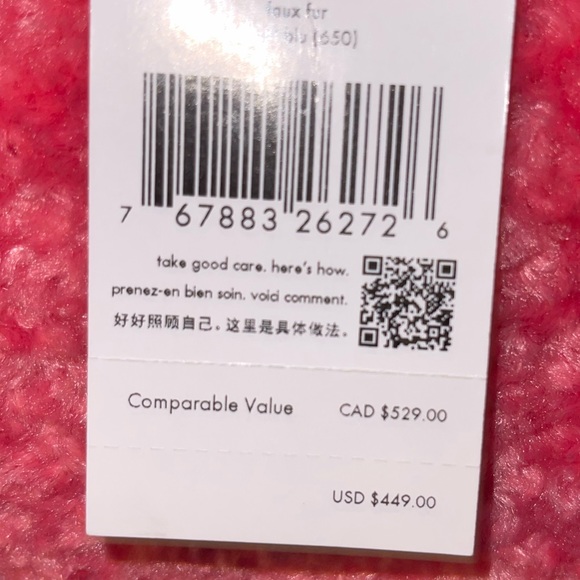 faux fur
(650)
7 67883 26272 6
take good care. here's how.
prenez-en bien soin. voici comment.
好好照顾自己。这里是具体做法。
Comparable Value CAD $529.00
USD $449.00